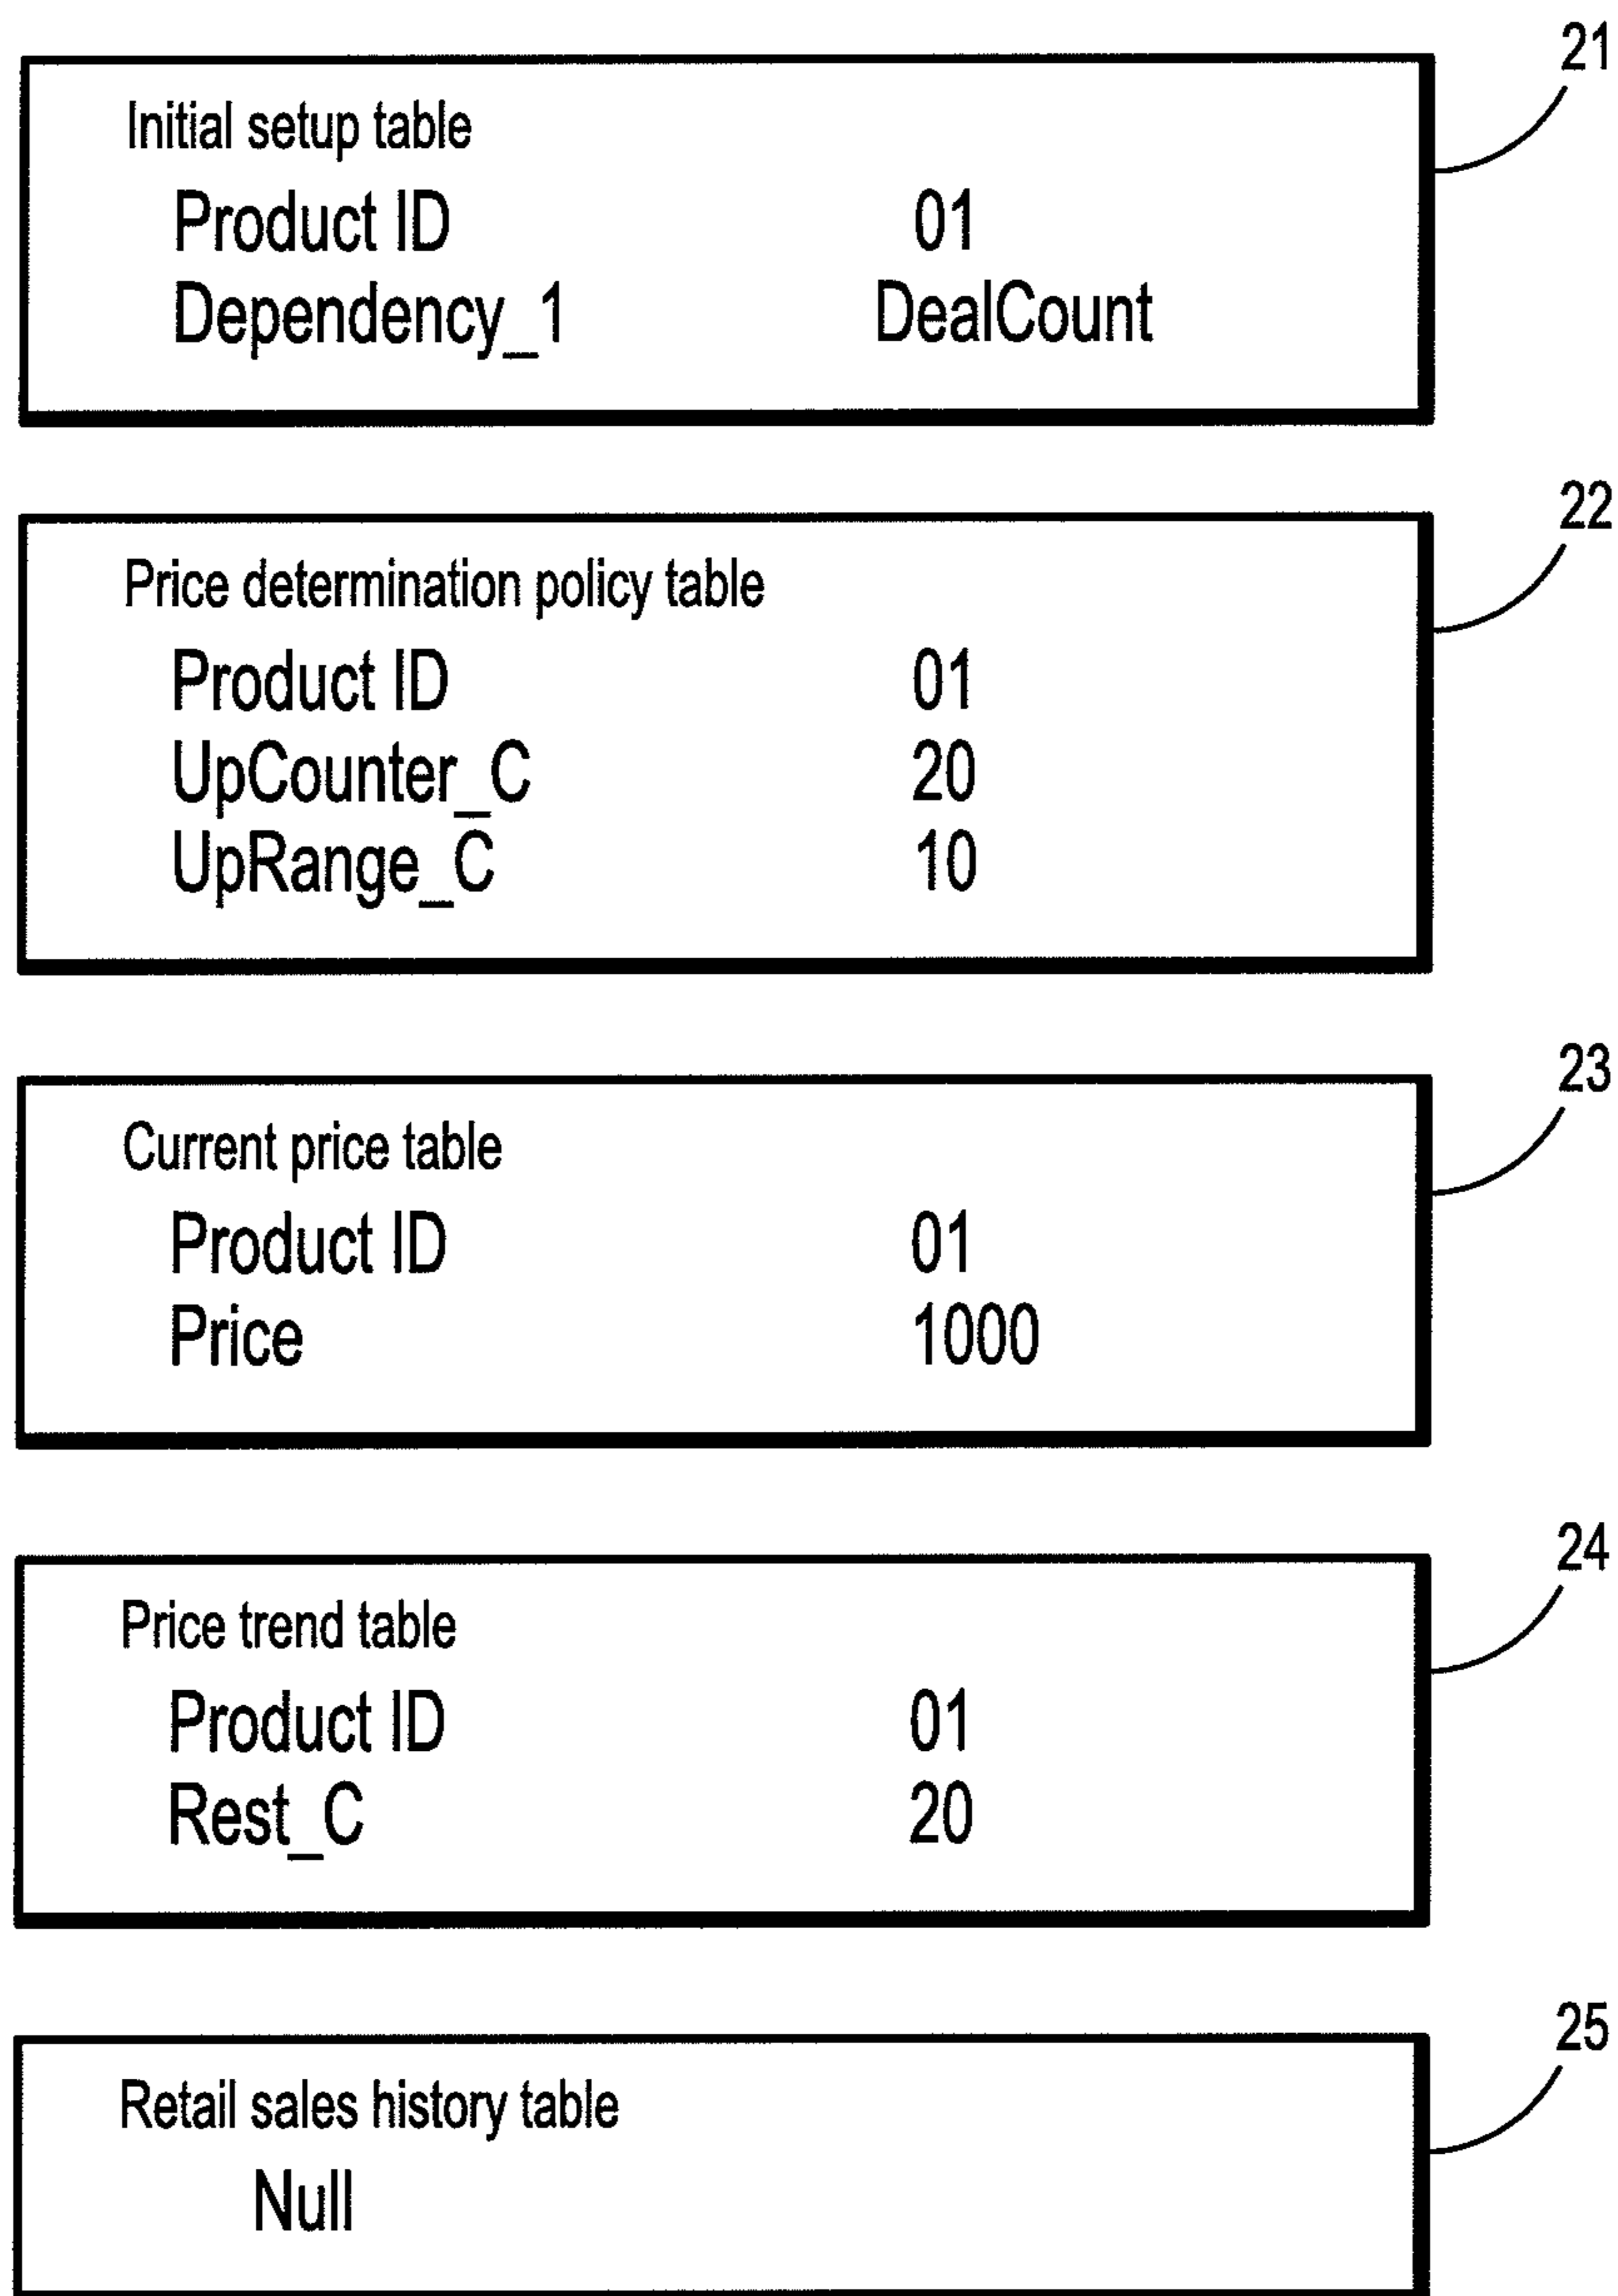 21
Initial setup table
Product ID 01
Dependency_1 DealCount
22
Price determination policy table
Product ID 01
UpCounter_C 20
UpRange_C 10
23
Current price table
Product ID 01
Price 1000
24
Price trend table
Product ID 01
Rest_C 20
25
Retail sales history table
Null